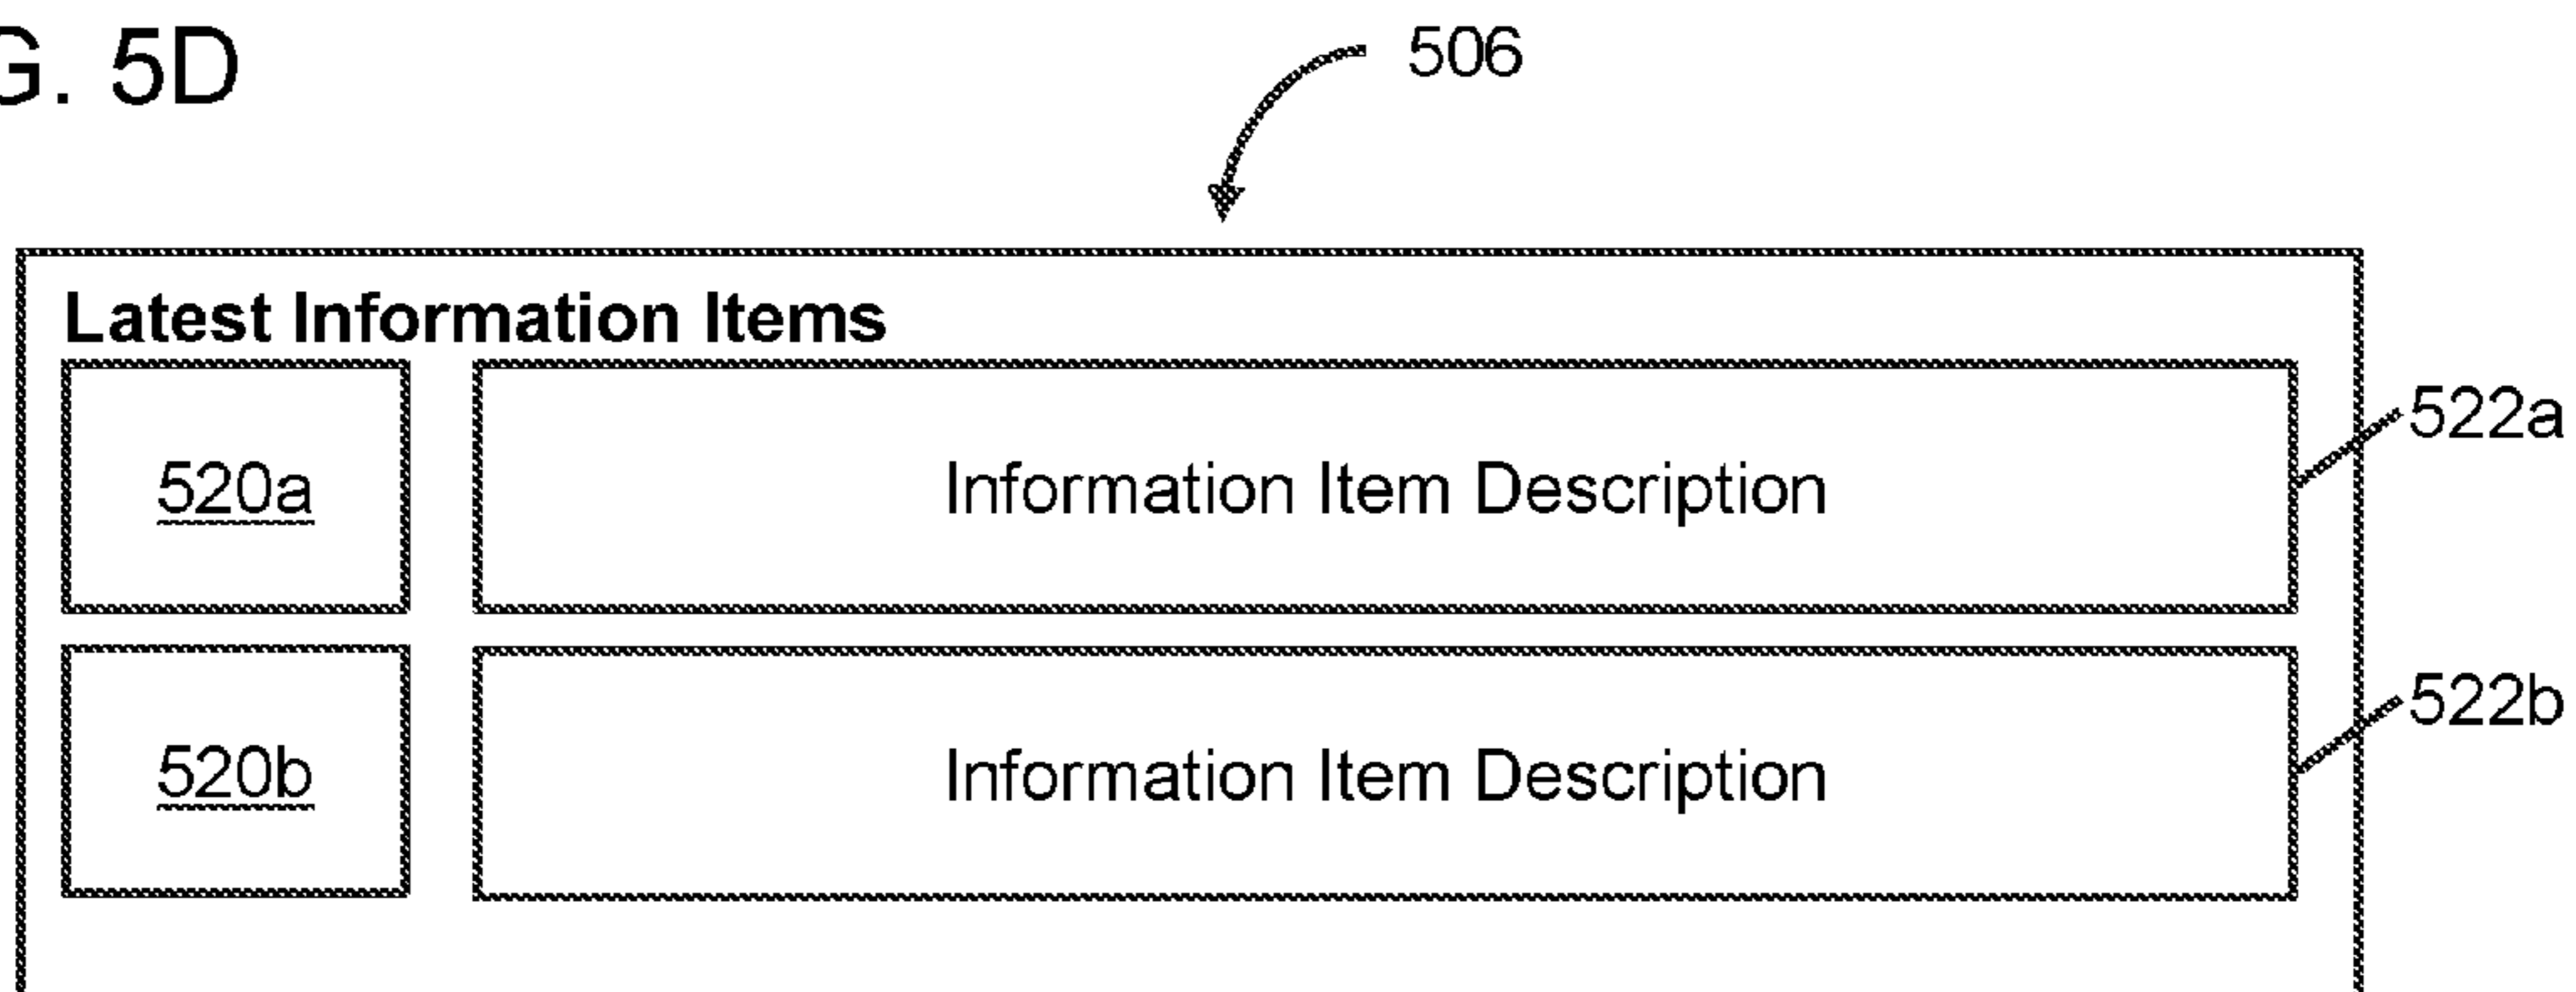 G. 5D
506
Latest Information Items
520a
Information Item Description
522a
520b
Information Item Description
522b